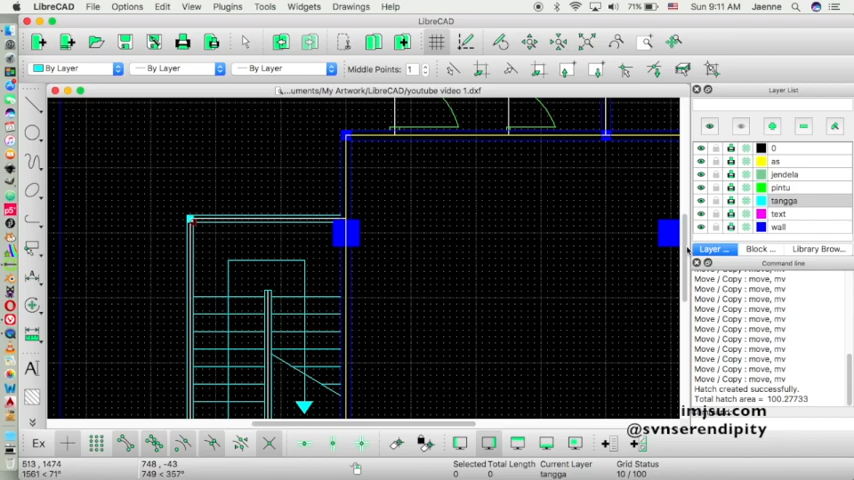 LibreCAD File Options Edit View Plugins Tools Widgets Drawings Help
71% Sun 9:11 AM Jaenne
LibreCAD
By Layer
By Layer
By Layer
Middle Points: 1
...uments/My Artwork/LibreCAD/youtube video 1.dxf
Layer List
0
as
jendela
pintu
tangga
text
wall
Layer ... Block ... Library Brow...
Command line
Move / Copy : move, mv
Move / Copy : move, mv
Move / Copy : move, mv
Move / Copy : move, mv
Move / Copy : move, mv
Move / Copy : move, mv
Move / Copy : move, mv
Move / Copy : move, mv
Move / Copy : move, mv
Move / Copy : move, mv
Move / Copy : move, mv
Move / Copy : move, mv
Hatch created successfully.
Total hatch area = 100.27733
imjsu.com
@svnserendipity
Ex
513 , 1474
1561 < 71°
748 , -43
749 < 357°
Selected Total Length
0 0
Current Layer
tangga
Grid Status
10 / 100